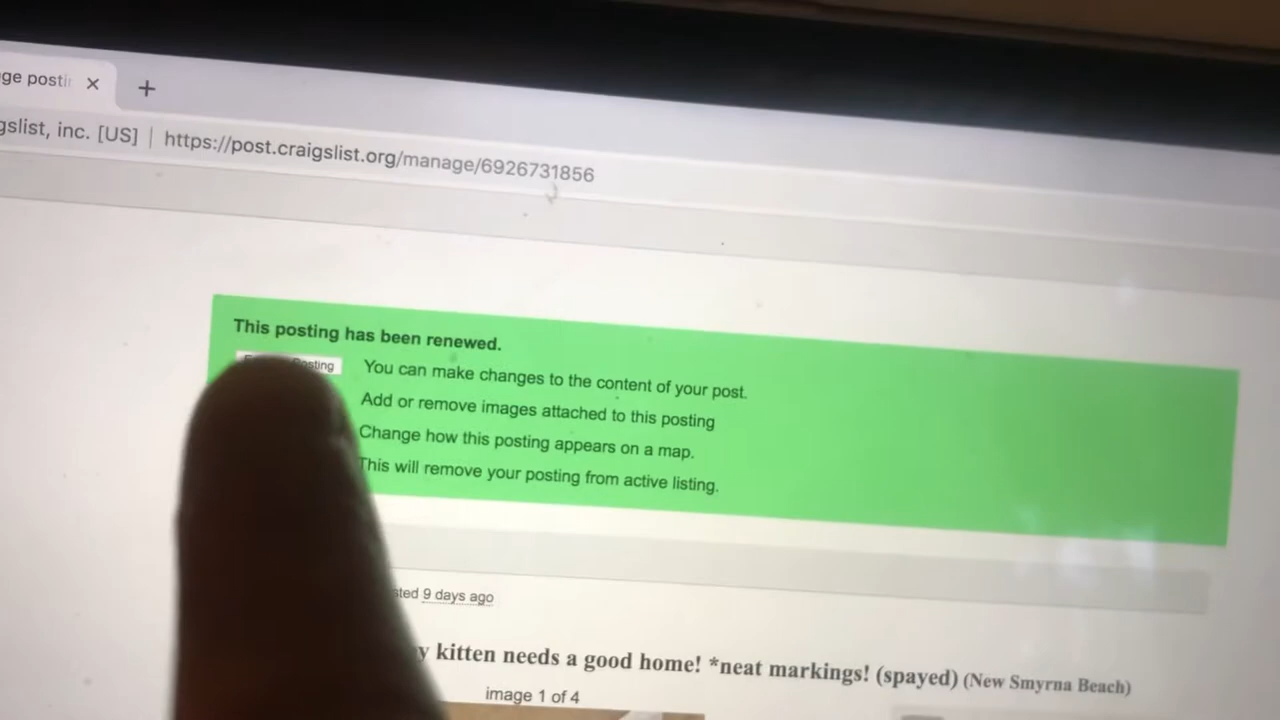 ge posti
gslist, inc. [US] | https://post.craigslist.org/manage/6926731856
This posting has been renewed.
osting You can make changes to the content of your post.
Add or remove images attached to this posting
Change how this posting appears on a map.
This will remove your posting from active listing.
sted 9 days ago
y kitten needs a good home! *neat markings! (spayed) (New Smyrna Beach)
image 1 of 4